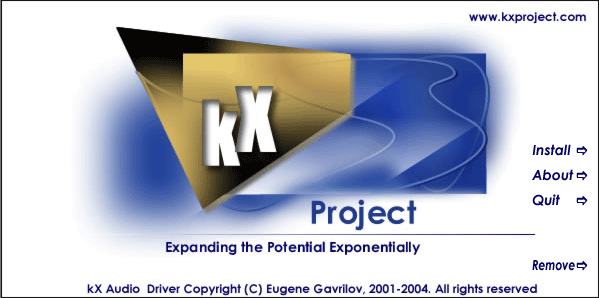 www.kxproject.com
kX
Project
Expanding the Potential Exponentially
Install
About
Quit
Remove
kX Audio Driver Copyright (C) Eugene Gavrilov, 2001-2004. All rights reserved